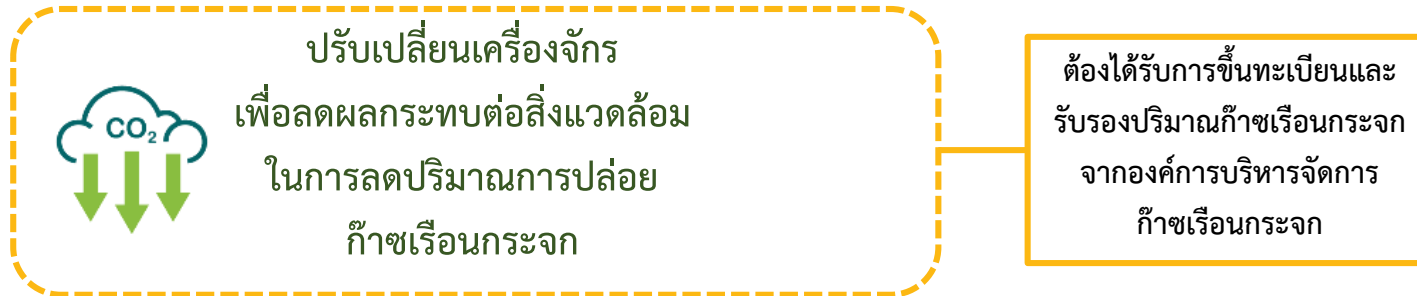 ปรับเปลี่ยนเครื่องจักร
เพื่อลดผลกระทบต่อสิ่งแวดล้อม
ในการลดปริมาณการปล่อย
ก๊าซเรือนกระจก
CO₂
ต้องได้รับการขึ้นทะเบียนและ
รับรองปริมาณก๊าซเรือนกระจก
จากองค์การบริหารจัดการ
ก๊าซเรือนกระจก